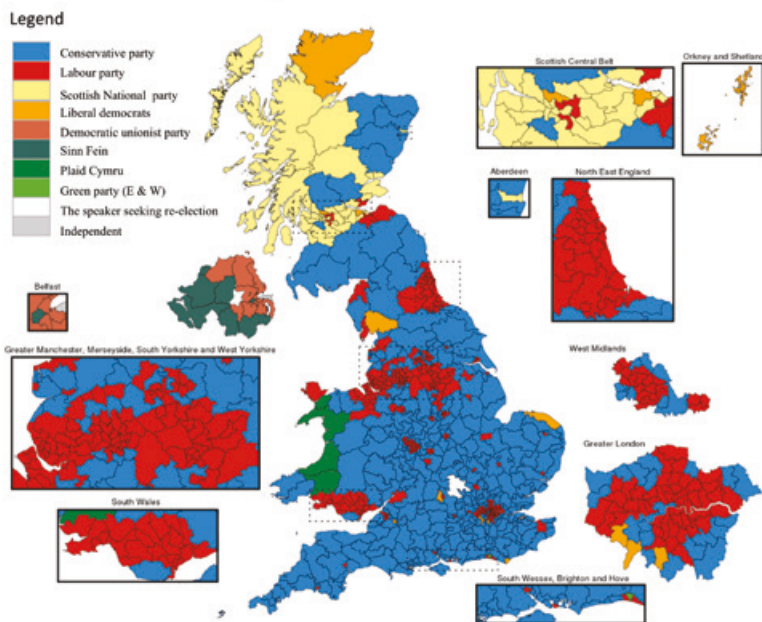 Legend
Conservative party
Labour party
Scottish National party
Liberal democrats
Democratic unionist party
Sinn Fein
Plaid Cymru
Green party (E & W)
The speaker seeking re-election
Independent
Scottish Central Belt
Orkney and Shetland
Aberdeen
North East England
Belfast
Greater Manchester, Merseyside, South Yorkshire and West Yorkshire
West Midlands
Greater London
South Wales
South Wessex, Brighton and Hove